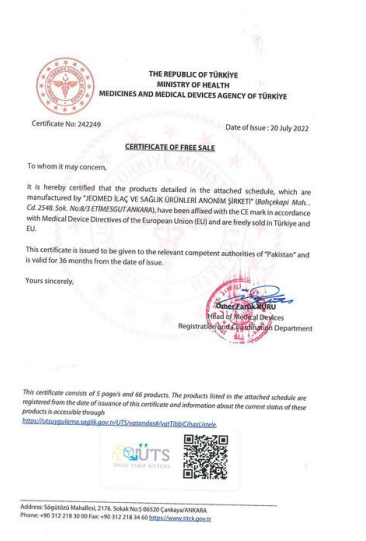 THE REPUBLIC OF TÜRKİYE
MINISTRY OF HEALTH
MEDICINES AND MEDICAL DEVICES AGENCY OF TÜRKİYE
Certificate No: 242249
Date of Issue : 20 July 2022
CERTIFICATE OF FREE SALE
To whom it may concern,
It is hereby certified that the products detailed in the attached schedule, which are
manufactured by "JEOMED İLAÇ VE SAĞLIK ÜRÜNLERİ ANONİM ŞİRKETİ" (Bahçekapi Mah. .
Cd. 2548. Sok. No:8/3 ETİMESGUT ANKARA), have been affixed with the CE mark in accordance
with Medical Device Directives of the European Union (EU) and are freely sold in Türkiye and
EU.
This certificate is issued to be given to the relevant competent authorities of "Pakistan" and
is valid for 36 months from the date of issue.
Yours sincerely,
Ömer Faruk
Head of Medical Devices
Registration and Coordination Department
This certificate consists of 5 page/s and 66 products. The products listed in the attached schedule are
registered from the date of issuance of this certificate and information about the current status of these
products is accessible through
https://utsuygulama.saglik.gov.tr/UTS/vatandas#/vatTibbiCihazListele.
ÜTS
ÜRÜN TAKİP SİSTEMİ
Address: Söğütözü Mahallesi, 2176. Sokak No:5 06520 Çankaya/ANKARA
Phone: +90 312 218 30 00 Fax: +90 312 218 34 60 https://www.titck.gov.tr